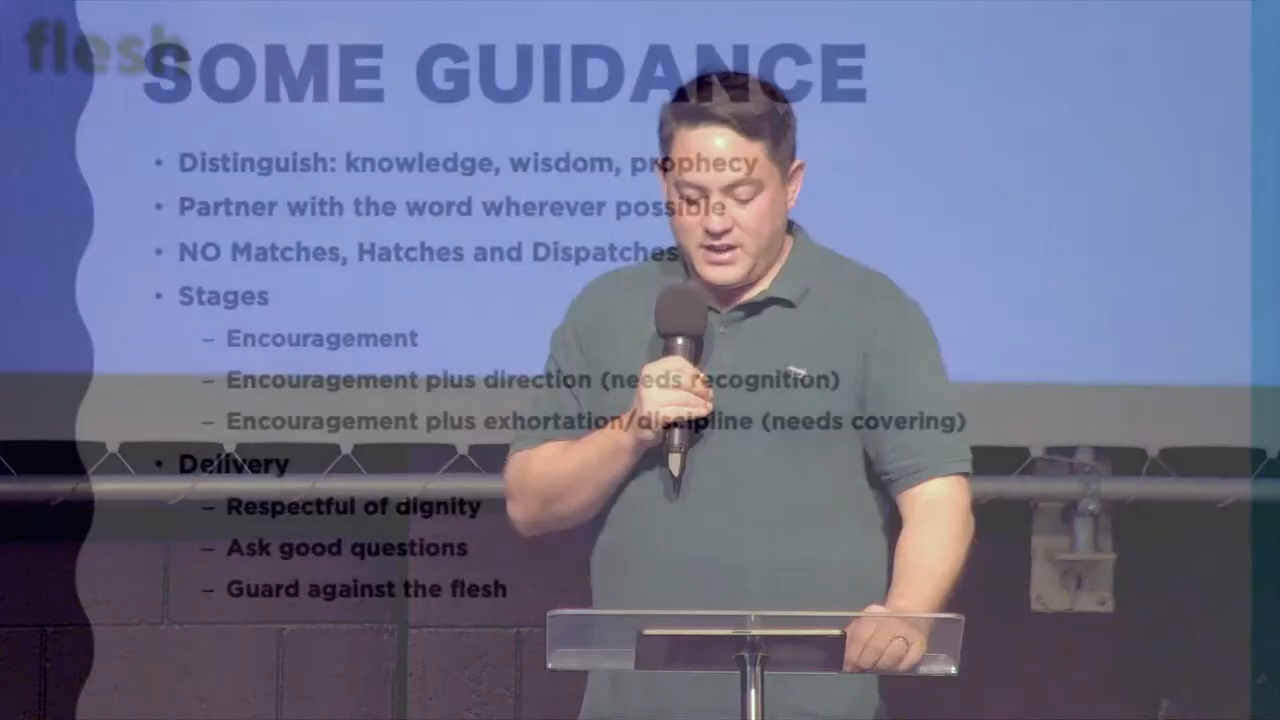 flesh
SOME GUIDANCE
• Distinguish: knowledge, wisdom, prophecy
• Partner with the word wherever possible
• NO Matches, Hatches and Dispatches
• Stages
– Encouragement
– Encouragement plus direction (needs recognition)
– Encouragement plus exhortation/discipline (needs covering)
• Delivery
– Respectful of dignity
– Ask good questions
– Guard against the flesh